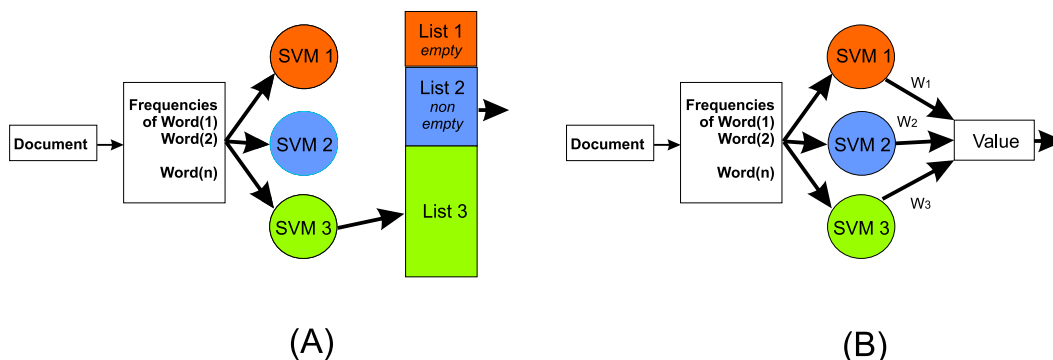 Document
Frequencies
of Word(1)
Word(2)
Word(n)
SVM 1
SVM 2
SVM 3
List 1
empty
List 2
non
empty
List 3
(A)
Document
Frequencies
of Word(1)
Word(2)
Word(n)
SVM 1
SVM 2
SVM 3
W1
W2
W3
Value
(B)